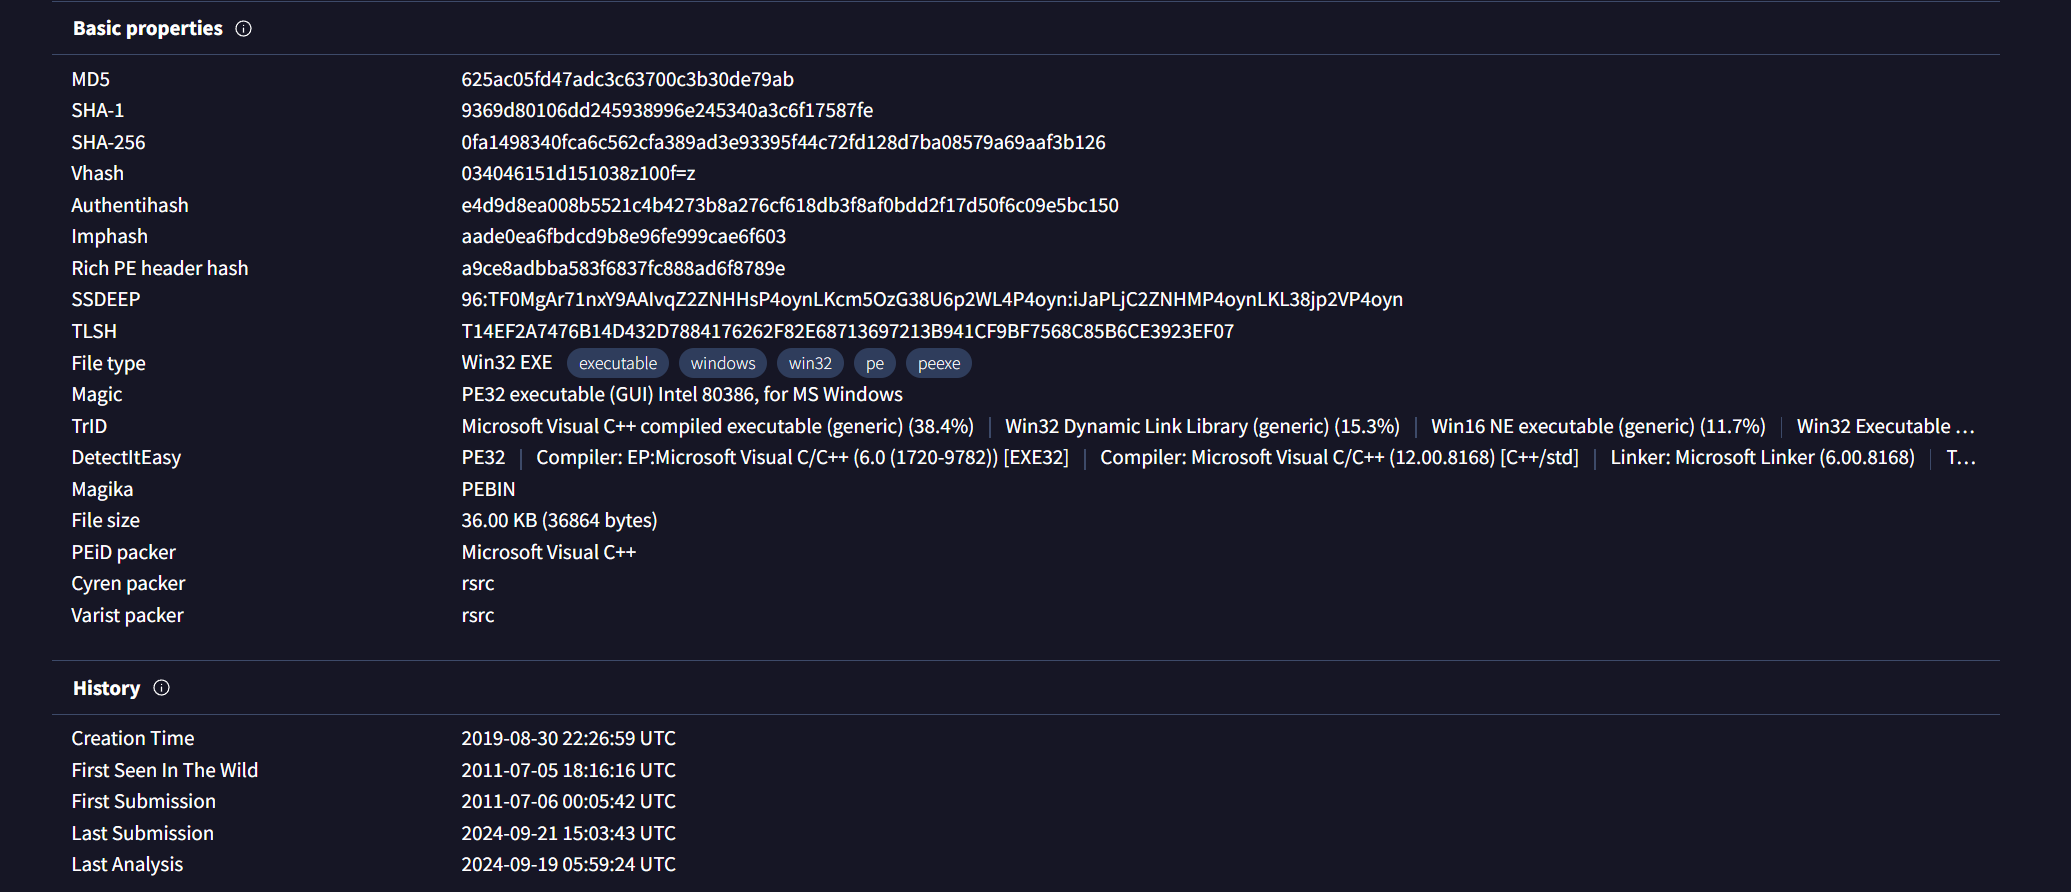 Basic properties
MD5 625ac05fd47adc3c63700c3b30de79ab
SHA-1 9369d80106dd245938996e245340a3c6f17587fe
SHA-256 0fa1498340fca6c562cfa389ad3e93395f44c72fd128d7ba08579a69aaf3b126
Vhash 034046151d151038z100f=z
Authentihash e4d9d8ea008b5521c4b4273b8a276cf618db3f8af0bdd2f17d50f6c09e5bc150
Imphash aade0ea6fbdcd9b8e96fe999cae6f603
Rich PE header hash a9ce8adbba583f6837fc888ad6f8789e
SSDEEP 96:TF0MgAr71nxY9AAIvqZ2ZNHHsP4oynLKcm5OzG38U6p2WL4P4oyn:iJaPLjC2ZNHMP4oynLKL38jp2VP4oyn
TLSH T14EF2A7476B14D432D7884176262F82E68713697213B941CF9BF7568C85B6CE3923EF07
File type Win32 EXE executable windows win32 pe peexe
Magic PE32 executable (GUI) Intel 80386, for MS Windows
TrID Microsoft Visual C++ compiled executable (generic) (38.4%) | Win32 Dynamic Link Library (generic) (15.3%) | Win16 NE executable (generic) (11.7%) | Win32 Executable ...
DetectItEasy PE32 | Compiler: EP:Microsoft Visual C/C++ (6.0 (1720-9782)) [EXE32] | Compiler: Microsoft Visual C/C++ (12.00.8168) [C++/std] | Linker: Microsoft Linker (6.00.8168) | T...
Magika PEBIN
File size 36.00 KB (36864 bytes)
PEiD packer Microsoft Visual C++
Cyren packer rsrc
Varist packer rsrc
History
Creation Time 2019-08-30 22:26:59 UTC
First Seen In The Wild 2011-07-05 18:16:16 UTC
First Submission 2011-07-06 00:05:42 UTC
Last Submission 2024-09-21 15:03:43 UTC
Last Analysis 2024-09-19 05:59:24 UTC